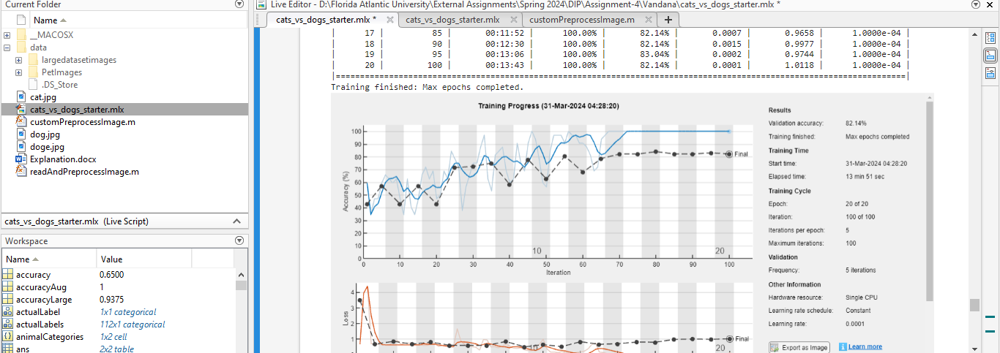 Current Folder
Name
__MACOSX
data
largedatasetimages
PetImages
.DS_Store
cat.jpg
cats_vs_dogs_starter.mlx
customPreprocessImage.m
dog.jpg
doge.jpg
Explanation.docx
readAndPreprocessImage.m
cats_vs_dogs_starter.mlx (Live Script)
Workspace
Name Value
accuracy 0.6500
accuracyAug 1
accuracyLarge 0.9375
actualLabel 1x1 categorical
actualLabels 112x1 categorical
animalCategories 1x2 cell
ans 2x2 table
Live Editor - D:\Florida Atlantic University\External Assignments\Spring 2024\DIP\Assignment-4\Vandana\cats_vs_dogs_starter.mlx *
cats_vs_dogs_starter.mlx * cats_vs_dogs_starter.mlx customPreprocessImage.m +
| 17 | 85 | 00:11:52 | 100.00% | 82.14% | 0.0007 | 0.9658 | 1.0000e-04 |
| 18 | 90 | 00:12:30 | 100.00% | 82.14% | 0.0015 | 0.9977 | 1.0000e-04 |
| 19 | 95 | 00:13:06 | 100.00% | 83.04% | 0.0002 | 0.9744 | 1.0000e-04 |
| 20 | 100 | 00:13:43 | 100.00% | 82.14% | 0.0001 | 1.0118 | 1.0000e-04 |
Training finished: Max epochs completed.
Training Progress (31-Mar-2024 04:28:20)
Accuracy (%)
100
90
80
70
60
50
40
30
20
10
0
Final
10 20
0 10 20 30 40 50 60 70 80 90 100
Iteration
Loss
4
3
2
1
Final
10 20
Results
Validation accuracy: 82.14%
Training finished: Max epochs completed
Training Time
Start time: 31-Mar-2024 04:28:20
Elapsed time: 13 min 51 sec
Training Cycle
Epoch: 20 of 20
Iteration: 100 of 100
Iterations per epoch: 5
Maximum iterations: 100
Validation
Frequency: 5 iterations
Other Information
Hardware resource: Single CPU
Learning rate schedule: Constant
Learning rate: 0.0001
Export as Image Learn more